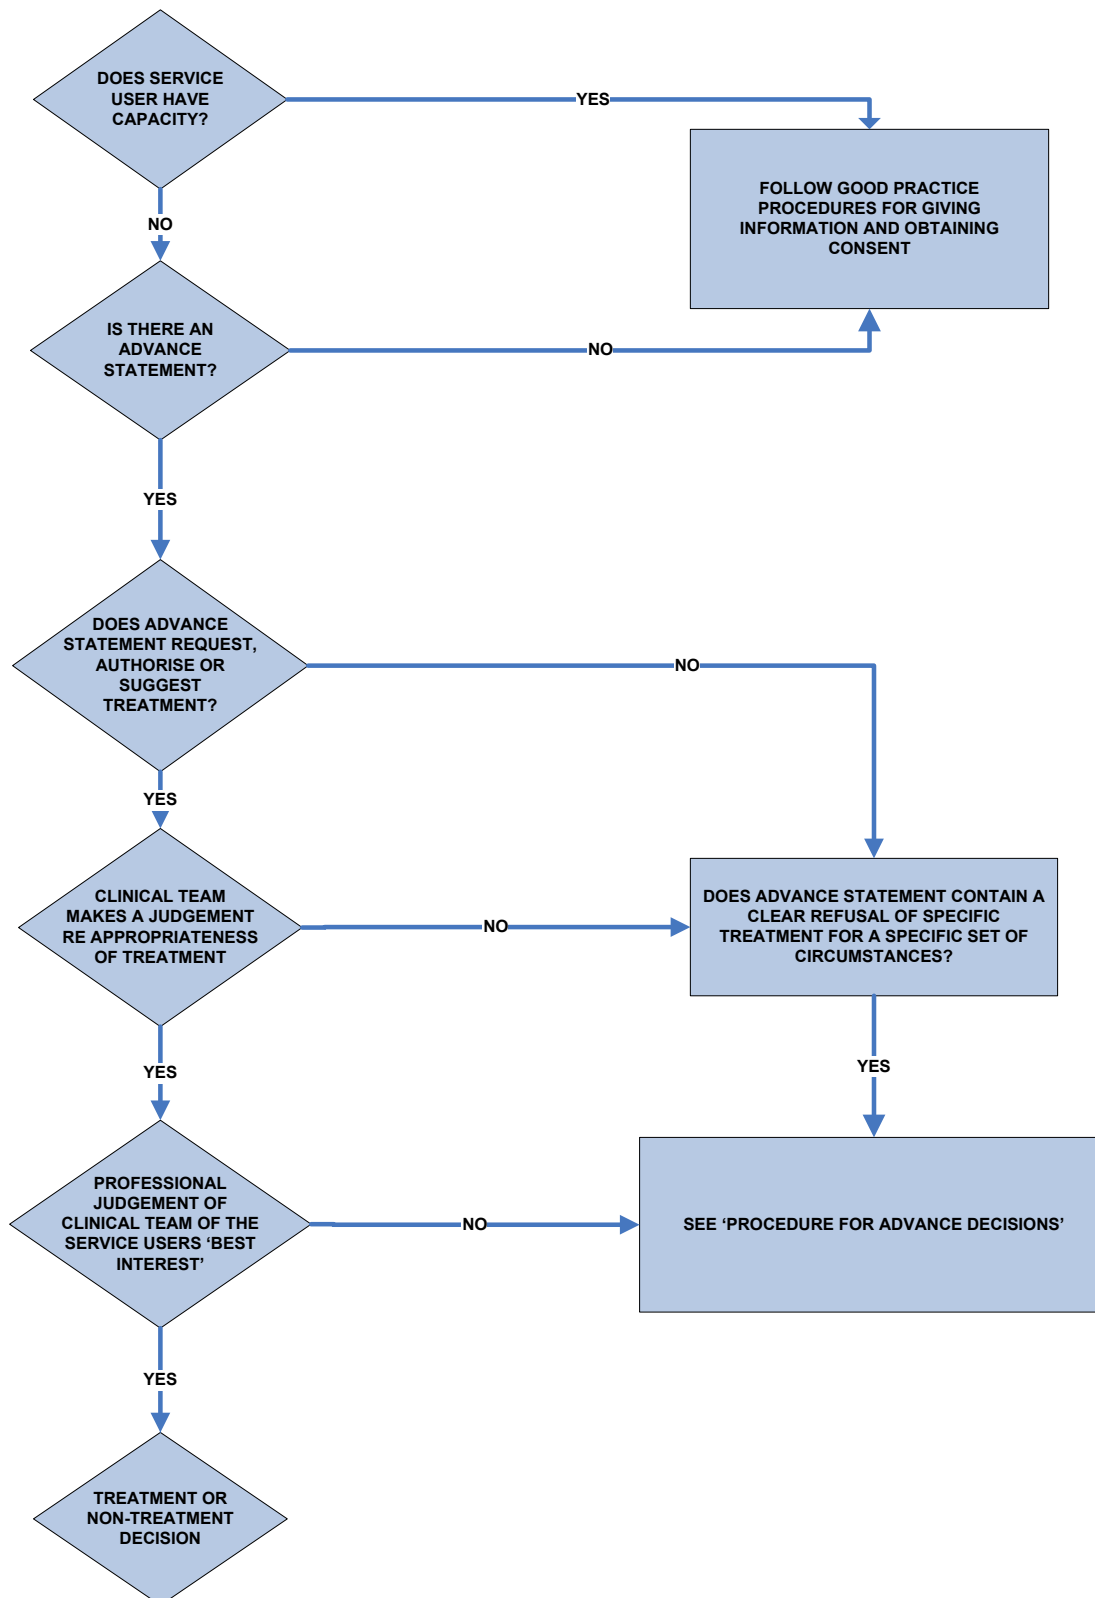 DOES SERVICE
USER HAVE
CAPACITY?
YES
FOLLOW GOOD PRACTICE
PROCEDURES FOR GIVING
INFORMATION AND OBTAINING
CONSENT
NO
IS THERE AN
ADVANCE
STATEMENT?
NO
YES
DOES ADVANCE
STATEMENT REQUEST,
AUTHORISE OR
SUGGEST
TREATMENT?
NO
YES
CLINICAL TEAM
MAKES A JUDGEMENT
RE APPROPRIATENESS
OF TREATMENT
NO
DOES ADVANCE STATEMENT CONTAIN A
CLEAR REFUSAL OF SPECIFIC
TREATMENT FOR A SPECIFIC SET OF
CIRCUMSTANCES?
YES
YES
PROFESSIONAL
JUDGEMENT OF
CLINICAL TEAM OF THE
SERVICE USERS ‘BEST
INTEREST’
NO
SEE ‘PROCEDURE FOR ADVANCE DECISIONS’
YES
TREATMENT OR
NON-TREATMENT
DECISION